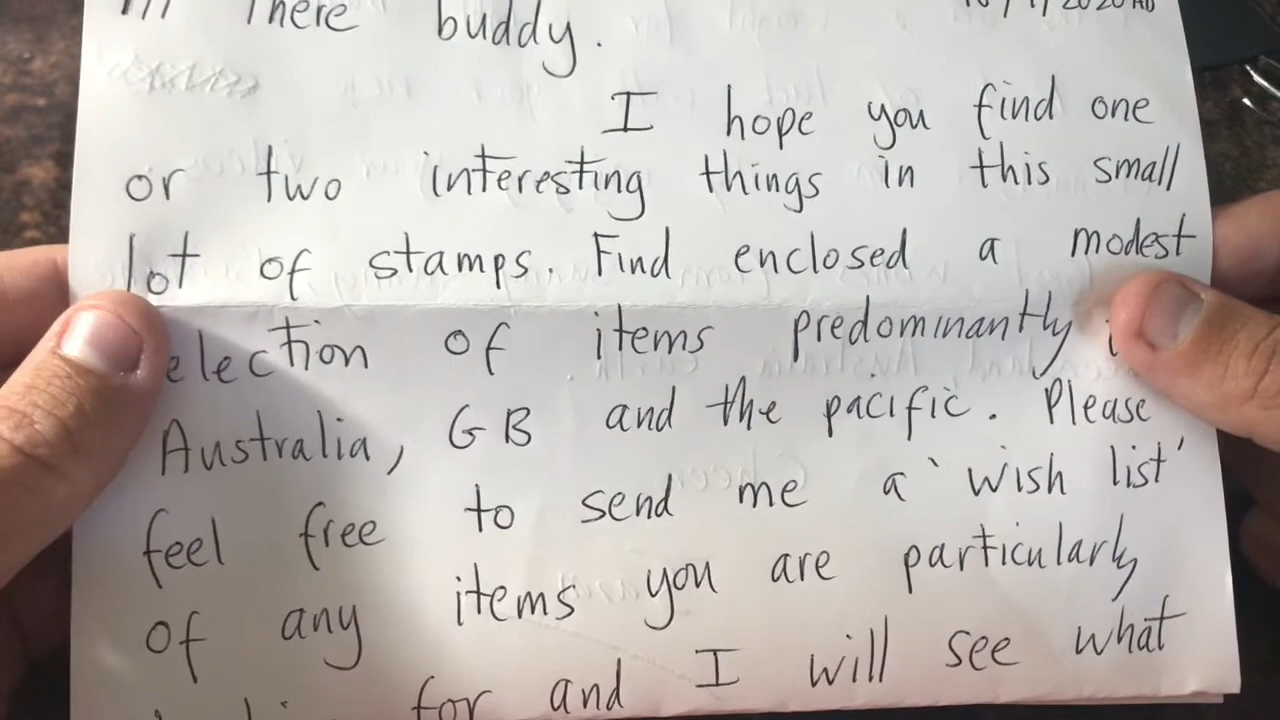 There buddy.
I hope you find one
or two interesting things in this small
lot of stamps. Find enclosed a modest
election of items predominantly
Australia, GB and the pacific. Please
feel free to send me a 'wish list'
of any items you are particularly
for and I will see what